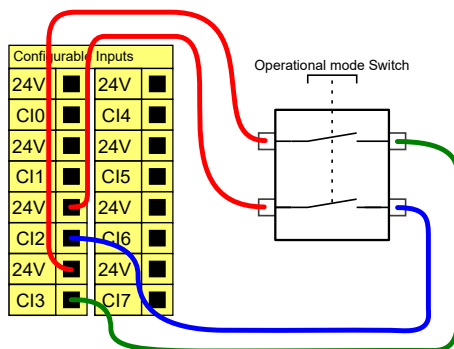 Configurable Inputs
Operational mode Switch
24V 24V
CI0 CI4
24V 24V
CI1 CI5
24V 24V
CI2 CI6
24V 24V
CI3 CI7